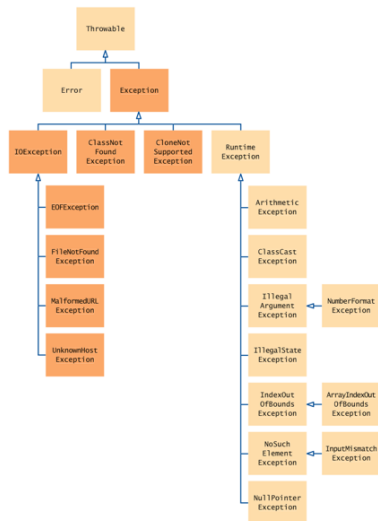 Throwable
Error
Exception
IOException
ClassNot
Found
Exception
CloneNot
Supported
Exception
Runtime
Exception
EOFException
Arithmetic
Exception
FileNotFound
Exception
ClassCast
Exception
MalformedURL
Exception
Illegal
Argument
Exception
NumberFormat
Exception
UnknownHost
Exception
IllegalState
Exception
IndexOut
OfBounds
Exception
ArrayIndexOut
OfBounds
Exception
NoSuch
Element
Exception
InputMismatch
Exception
NullPointer
Exception